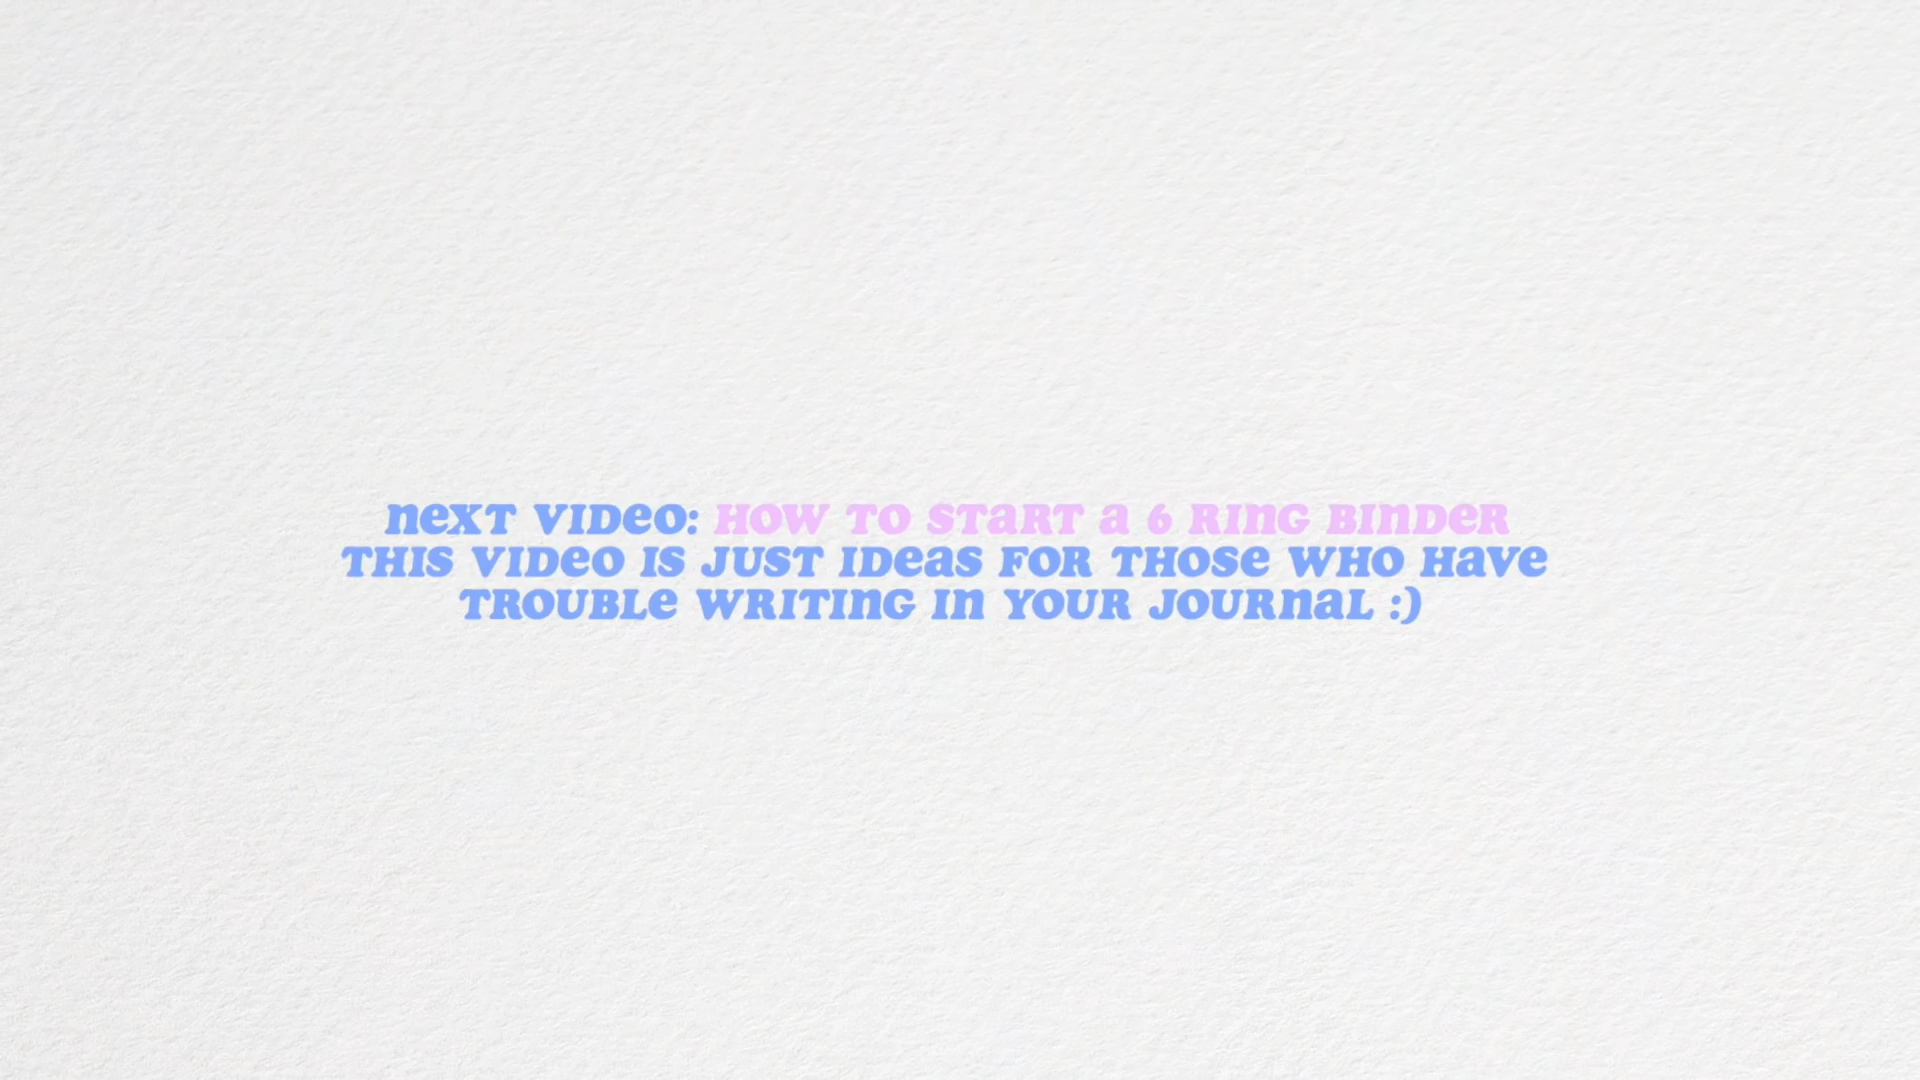 NEXT VIDEO: HOW TO START A 6 RING BINDER
THIS VIDEO IS JUST IDEAS FOR THOSE WHO HAVE
TROUBLE WRITING IN YOUR JOURNAL :)